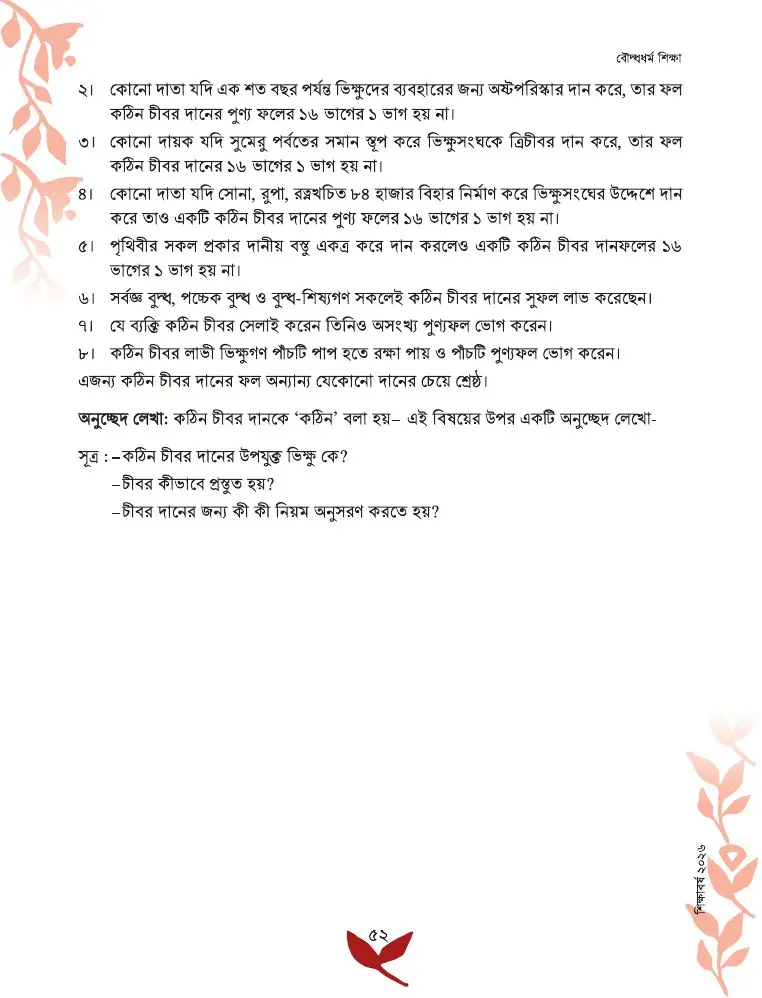 বৌদ্ধধর্ম শিক্ষা
২। কোনো দাতা যদি এক শত বছর পর্যন্ত ভিক্ষুদের ব্যবহারের জন্য অষ্টপরিস্কার দান করে, তার ফল
কঠিন চীবর দানের পুণ্য ফলের ১৬ ভাগের ১ ভাগ হয় না।
৩। কোনো দায়ক যদি সুমেরু পর্বতের সমান স্তূপ করে ভিক্ষুসংঘকে ত্রিচীবর দান করে, তার ফল
কঠিন চীবর দানের ১৬ ভাগের ১ ভাগ হয় না।
৪। কোনো দাতা যদি সোনা, রুপা, রত্নখচিত ৮৪ হাজার বিহার নির্মাণ করে ভিক্ষুসংঘের উদ্দেশে দান
করে তাও একটি কঠিন চীবর দানের পুণ্য ফলের ১৬ ভাগের ১ ভাগ হয় না।
৫। পৃথিবীর সকল প্রকার দানীয় বস্তু একত্র করে দান করলেও একটি কঠিন চীবর দানফলের ১৬
ভাগের ১ ভাগ হয় না।
৬। সর্বজ্ঞ বুদ্ধ, পচ্চেক বুদ্ধ ও বুদ্ধ-শিষ্যগণ সকলেই কঠিন চীবর দানের সুফল লাভ করেছেন।
৭। যে ব্যক্তি কঠিন চীবর সেলাই করেন তিনিও অসংখ্য পুণ্যফল ভোগ করেন।
৮। কঠিন চীবর লাভী ভিক্ষুগণ পাঁচটি পাপ হতে রক্ষা পায় ও পাঁচটি পুণ্যফল ভোগ করেন।
এজন্য কঠিন চীবর দানের ফল অন্যান্য যেকোনো দানের চেয়ে শ্রেষ্ঠ।
অনুচ্ছেদ লেখা: কঠিন চীবর দানকে ‘কঠিন’ বলা হয়– এই বিষয়ের উপর একটি অনুচ্ছেদ লেখো-
সূত্র : –কঠিন চীবর দানের উপযুক্ত ভিক্ষু কে?
–চীবর কীভাবে প্রস্তুত হয়?
–চীবর দানের জন্য কী কী নিয়ম অনুসরণ করতে হয়?
শিক্ষাবর্ষ ২০২৬
৫২